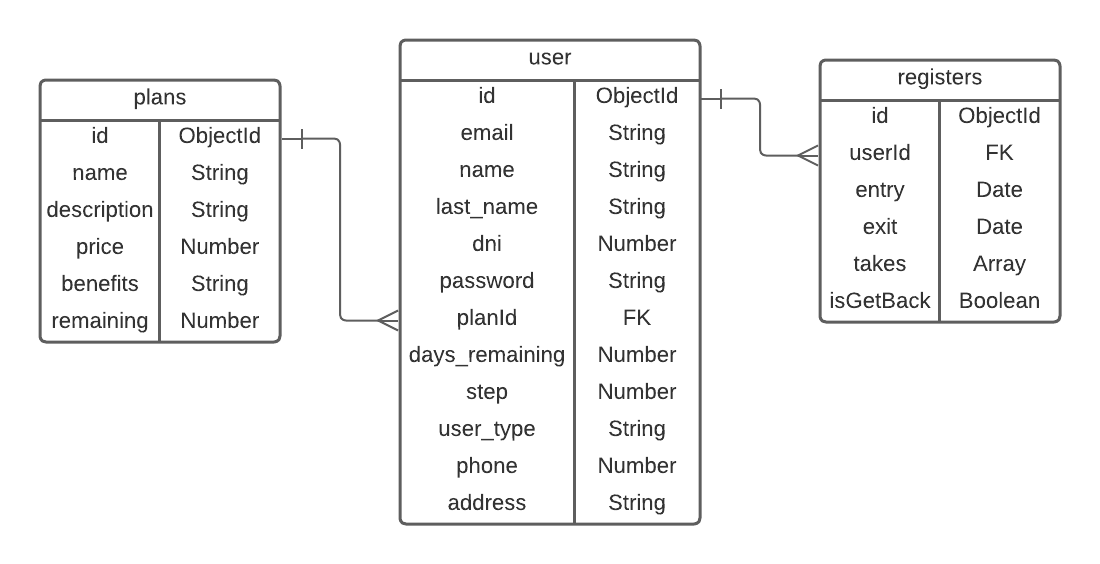 plans
id ObjectId
name String
description String
price Number
benefits String
remaining Number
user
id ObjectId
email String
name String
last_name String
dni Number
password String
planId FK
days_remaining Number
step Number
user_type String
phone Number
address String
registers
id ObjectId
userId FK
entry Date
exit Date
takes Array
isGetBack Boolean